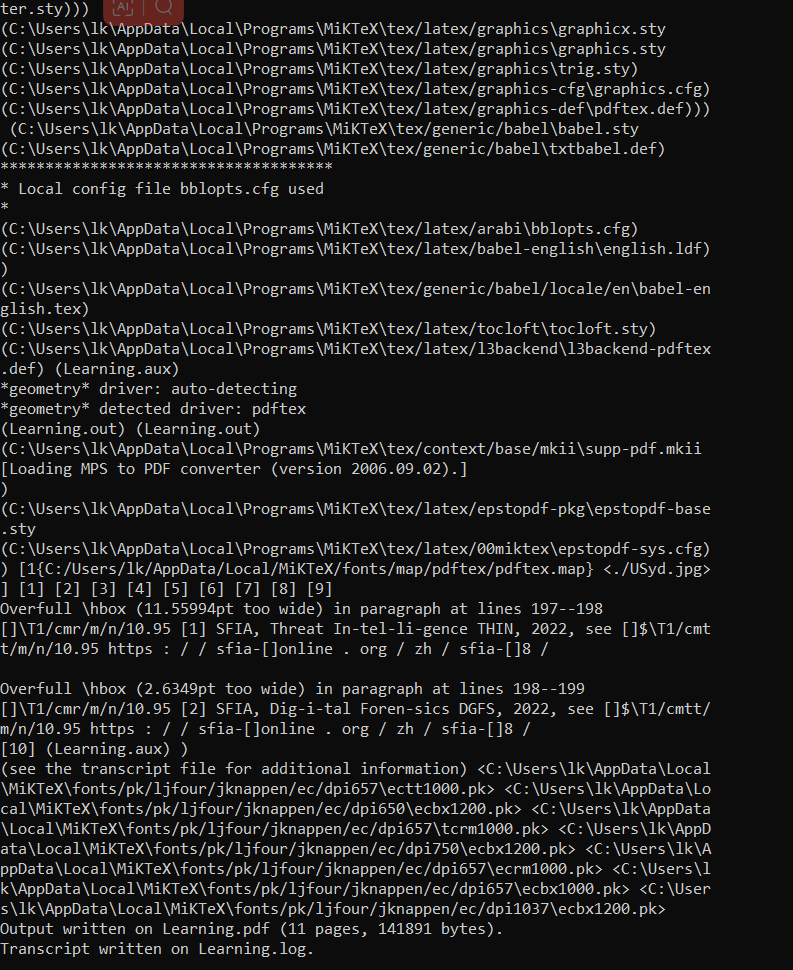 ter.sty)))
AI
(C:\Users\lk\AppData\Local\Programs\MiKTeX\tex/latex/graphics\graphicx.sty
(C:\Users\lk\AppData\Local\Programs\MiKTeX\tex/latex/graphics\graphics.sty
(C:\Users\lk\AppData\Local\Programs\MiKTeX\tex/latex/graphics\trig.sty)
(C:\Users\lk\AppData\Local\Programs\MiKTeX\tex/latex/graphics-cfg\graphics.cfg)
(C:\Users\lk\AppData\Local\Programs\MiKTeX\tex/latex/graphics-def\pdftex.def)))
(C:\Users\lk\AppData\Local\Programs\MiKTeX\tex/generic/babel\babel.sty
(C:\Users\lk\AppData\Local\Programs\MiKTeX\tex/generic/babel\txtbabel.def)
*************************************
* Local config file bblopts.cfg used
*
(C:\Users\lk\AppData\Local\Programs\MiKTeX\tex/latex/arabi\bblopts.cfg)
(C:\Users\lk\AppData\Local\Programs\MiKTeX\tex/latex/babel-english\english.ldf)
)
(C:\Users\lk\AppData\Local\Programs\MiKTeX\tex/generic/babel/locale/en\babel-en
glish.tex)
(C:\Users\lk\AppData\Local\Programs\MiKTeX\tex/latex/tocloft\tocloft.sty)
(C:\Users\lk\AppData\Local\Programs\MiKTeX\tex/latex/l3backend\l3backend-pdftex
.def) (Learning.aux)
*geometry* driver: auto-detecting
*geometry* detected driver: pdftex
(Learning.out) (Learning.out)
(C:\Users\lk\AppData\Local\Programs\MiKTeX\tex/context/base/mkii\supp-pdf.mkii
[Loading MPS to PDF converter (version 2006.09.02).]
)
(C:\Users\lk\AppData\Local\Programs\MiKTeX\tex/latex/epstopdf-pkg\epstopdf-base
.sty
(C:\Users\lk\AppData\Local\Programs\MiKTeX\tex/latex/00miktex\epstopdf-sys.cfg)
) [1{C:/Users/lk/AppData/Local/MiKTeX/fonts/map/pdftex/pdftex.map} <./USyd.jpg>
] [1] [2] [3] [4] [5] [6] [7] [8] [9]
Overfull \hbox (11.55994pt too wide) in paragraph at lines 197--198
[]\T1/cmr/m/n/10.95 [1] SFIA, Threat In-tel-li-gence THIN, 2022, see []$\T1/cmt
t/m/n/10.95 https : / / sfia-[]online . org / zh / sfia-[]8 /
Overfull \hbox (2.6349pt too wide) in paragraph at lines 198--199
[]\T1/cmr/m/n/10.95 [2] SFIA, Dig-i-tal Foren-sics DGFS, 2022, see []$\T1/cmtt/
m/n/10.95 https : / / sfia-[]online . org / zh / sfia-[]8 /
[10] (Learning.aux) )
(see the transcript file for additional information) <C:\Users\lk\AppData\Local
\MiKTeX\fonts/pk/ljfour/jknappen/ec/dpi657\ectt1000.pk> <C:\Users\lk\AppData\Lo
cal\MiKTeX\fonts/pk/ljfour/jknappen/ec/dpi650\ecbx1200.pk> <C:\Users\lk\AppData
\Local\MiKTeX\fonts/pk/ljfour/jknappen/ec/dpi657\tcrm1000.pk> <C:\Users\lk\AppD
ata\Local\MiKTeX\fonts/pk/ljfour/jknappen/ec/dpi750\ecbx1200.pk> <C:\Users\lk\A
ppData\Local\MiKTeX\fonts/pk/ljfour/jknappen/ec/dpi657\ecrm1000.pk> <C:\Users\l
k\AppData\Local\MiKTeX\fonts/pk/ljfour/jknappen/ec/dpi657\ecbx1000.pk> <C:\User
s\lk\AppData\Local\MiKTeX\fonts/pk/ljfour/jknappen/ec/dpi1037\ecbx1200.pk>
Output written on Learning.pdf (11 pages, 141891 bytes).
Transcript written on Learning.log.